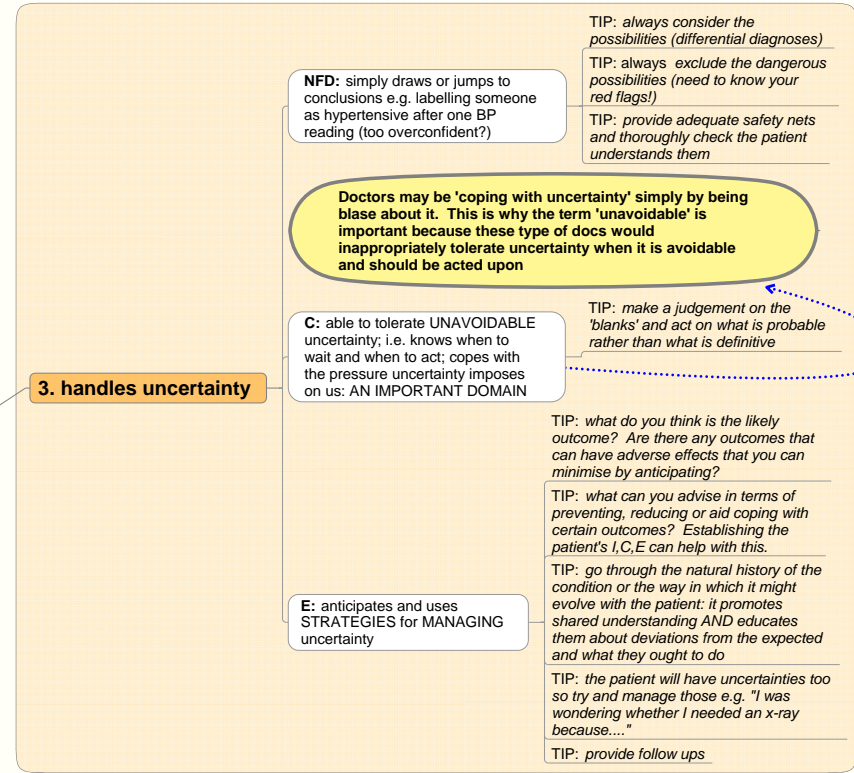 3. handles uncertainty
NFD: simply draws or jumps to
conclusions e.g. labelling someone
as hypertensive after one BP
reading (too overconfident?)
TIP: always consider the
possibilities (differential diagnoses)
TIP: always  exclude the dangerous
possibilities (need to know your
red flags!)
TIP: provide adequate safety nets
and thoroughly check the patient
understands them
Doctors may be 'coping with uncertainty' simply by being
blase about it.  This is why the term 'unavoidable' is
important because these type of docs would
inappropriately tolerate uncertainty when it is avoidable
and should be acted upon
C: able to tolerate UNAVOIDABLE
uncertainty; i.e. knows when to
wait and when to act; copes with
the pressure uncertainty imposes
on us: AN IMPORTANT DOMAIN
TIP: make a judgement on the
'blanks' and act on what is probable
rather than what is definitive
E: anticipates and uses
STRATEGIES for MANAGING
uncertainty
TIP: what do you think is the likely
outcome?  Are there any outcomes that
can have adverse effects that you can
minimise by anticipating?
TIP: what can you advise in terms of
preventing, reducing or aid coping with
certain outcomes?  Establishing the
patient's I,C,E can help with this.
TIP: go through the natural history of the
condition or the way in which it might
evolve with the patient: it promotes
shared understanding AND educates
them about deviations from the expected
and what they ought to do
TIP: the patient will have uncertainties too
so try and manage those e.g. "I was
wondering whether I needed an x-ray
because...."
TIP: provide follow ups